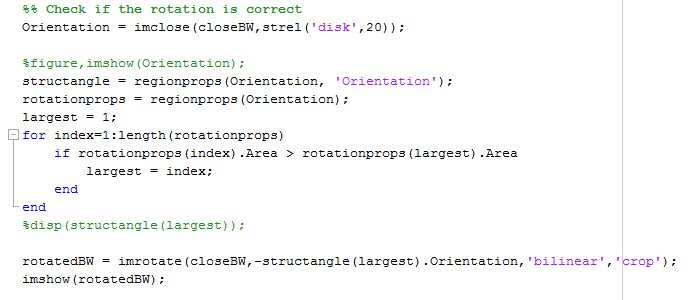 %% Check if the rotation is correct
Orientation = imclose(closeBW,strel('disk',20));
%figure,imshow(Orientation);
structangle = regionprops(Orientation, 'Orientation');
rotationprops = regionprops(Orientation);
largest = 1;
for index=1:length(rotationprops)
    if rotationprops(index).Area > rotationprops(largest).Area
        largest = index;
    end
end
%disp(structangle(largest));
rotatedBW = imrotate(closeBW,-structangle(largest).Orientation,'bilinear','crop');
imshow(rotatedBW);